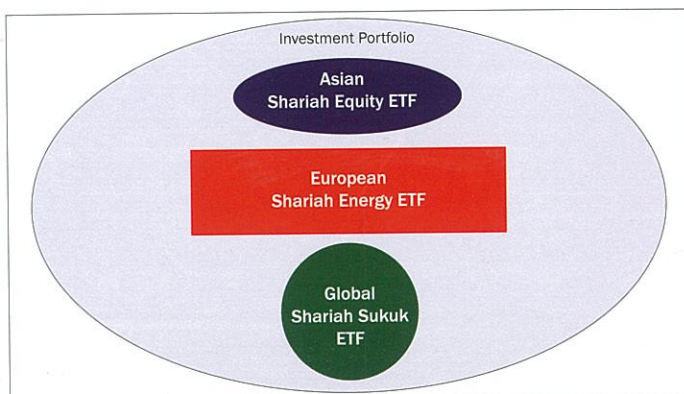 Investment Portfolio
Asian
Shariah Equity ETF
European
Shariah Energy ETF
Global
Shariah Sukuk
ETF